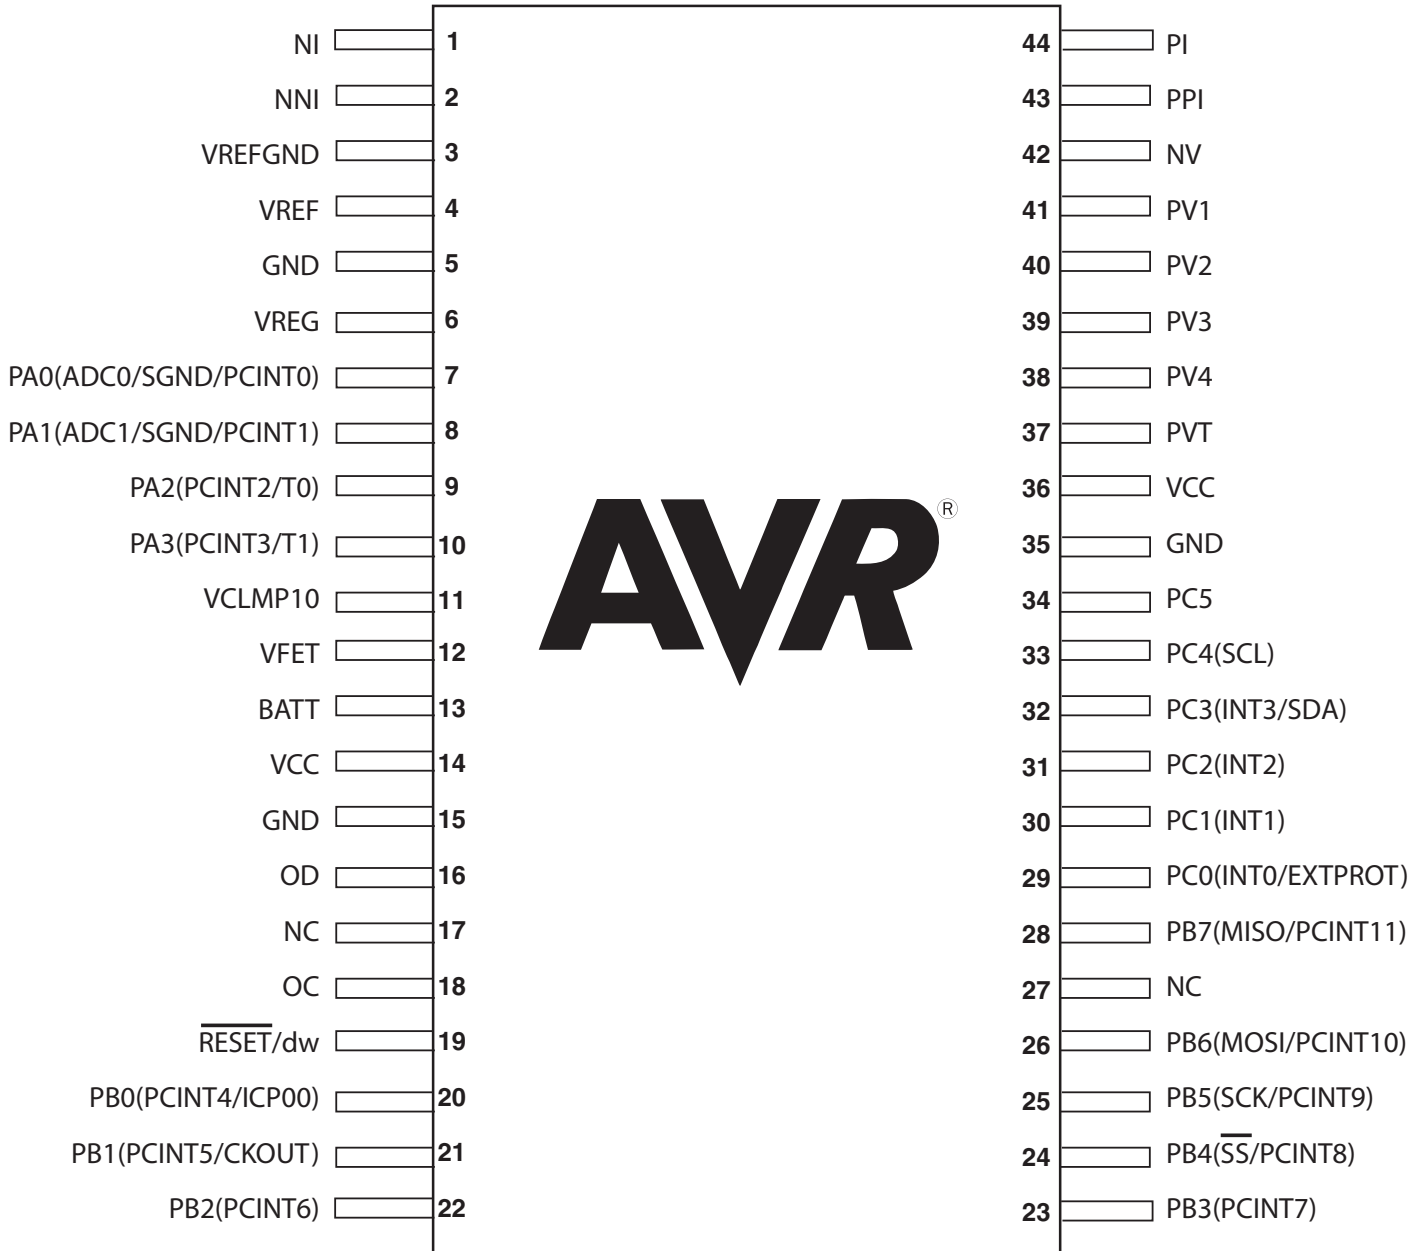 NI 1 44 PI
NNI 2 43 PPI
VREFGND 3 42 NV
VREF 4 41 PV1
GND 5 40 PV2
VREG 6 39 PV3
PA0(ADC0/SGND/PCINT0) 7 38 PV4
PA1(ADC1/SGND/PCINT1) 8 37 PVT
PA2(PCINT2/T0) 9 36 VCC
AVR®
PA3(PCINT3/T1) 10 35 GND
VCLMP10 11 34 PC5
VFET 12 33 PC4(SCL)
BATT 13 32 PC3(INT3/SDA)
VCC 14 31 PC2(INT2)
GND 15 30 PC1(INT1)
OD 16 29 PC0(INT0/EXTPROT)
NC 17 28 PB7(MISO/PCINT11)
OC 18 27 NC
R̅E̅S̅E̅T̅/dw 19 26 PB6(MOSI/PCINT10)
PB0(PCINT4/ICP00) 20 25 PB5(SCK/PCINT9)
PB1(PCINT5/CKOUT) 21 24 PB4(S̅S̅/PCINT8)
PB2(PCINT6) 22 23 PB3(PCINT7)